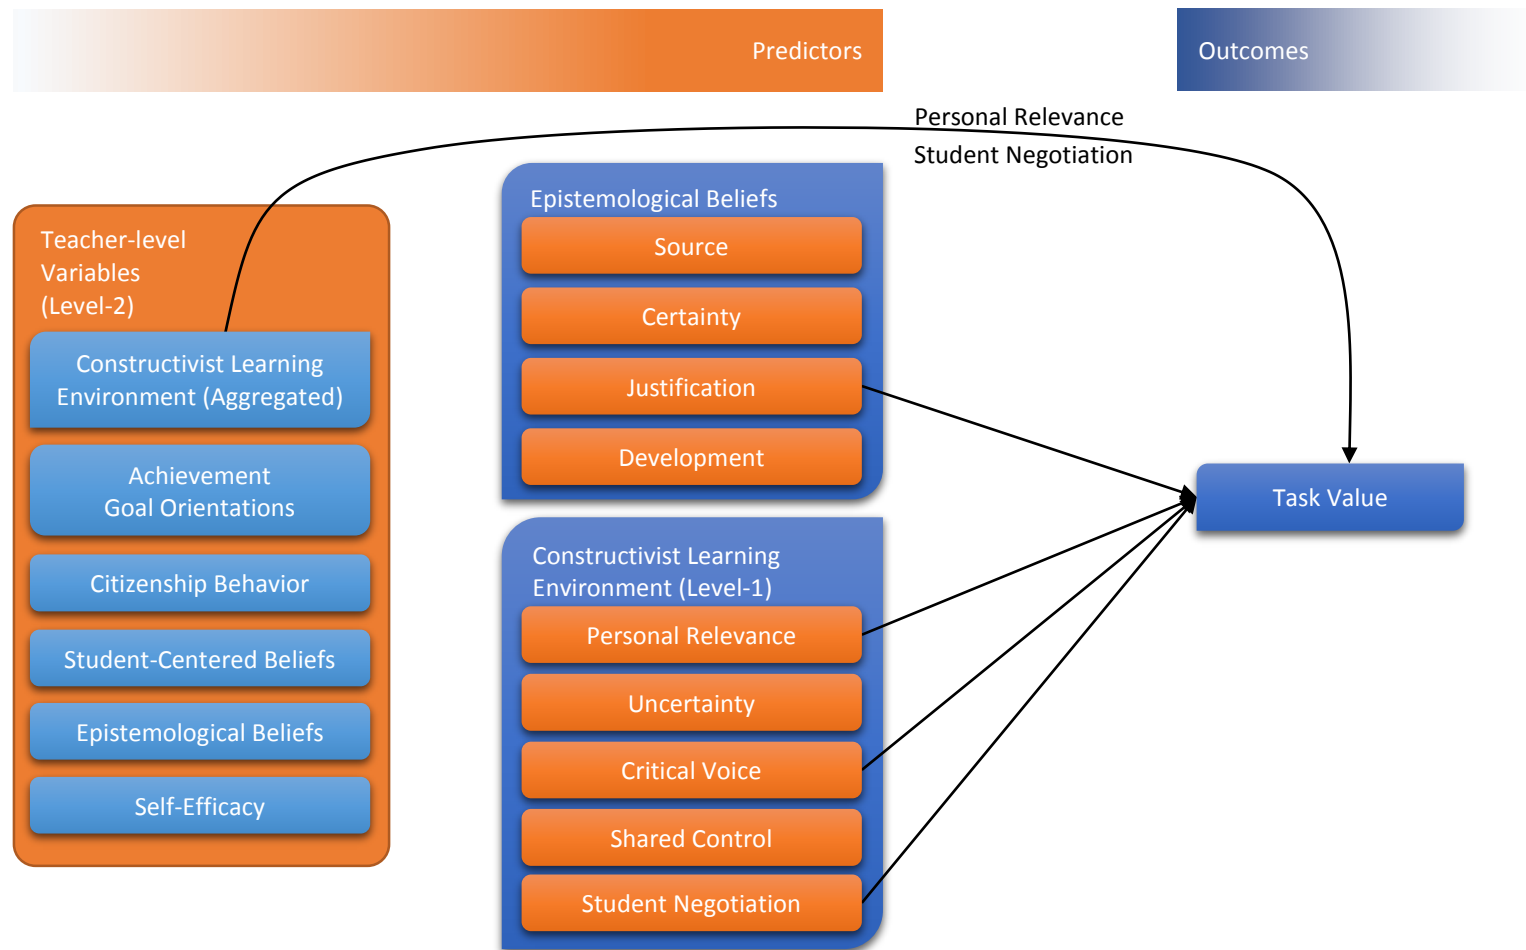 Predictors
Outcomes
Personal Relevance
Student Negotiation
Teacher-level
Variables
(Level-2)
Constructivist Learning
Environment (Aggregated)
Achievement
Goal Orientations
Citizenship Behavior
Student-Centered Beliefs
Epistemological Beliefs
Self-Efficacy
Epistemological Beliefs
Source
Certainty
Justification
Development
Constructivist Learning
Environment (Level-1)
Personal Relevance
Uncertainty
Critical Voice
Shared Control
Student Negotiation
Task Value